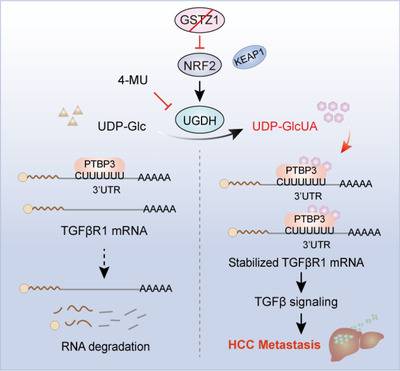 GSTZ1
NRF2
KEAP1
4-MU
UDP-Glc
UGDH
UDP-GlcUA
PTBP3
CUUUUUU
AAAAA
3'UTR
AAAAA
TGFβR1 mRNA
AAAAA
RNA degradation
PTBP3
CUUUUUU
AAAAA
3'UTR
PTBP3
CUUUUUU
AAAAA
3'UTR
Stabilized TGFβR1 mRNA
TGFβ signaling
HCC Metastasis